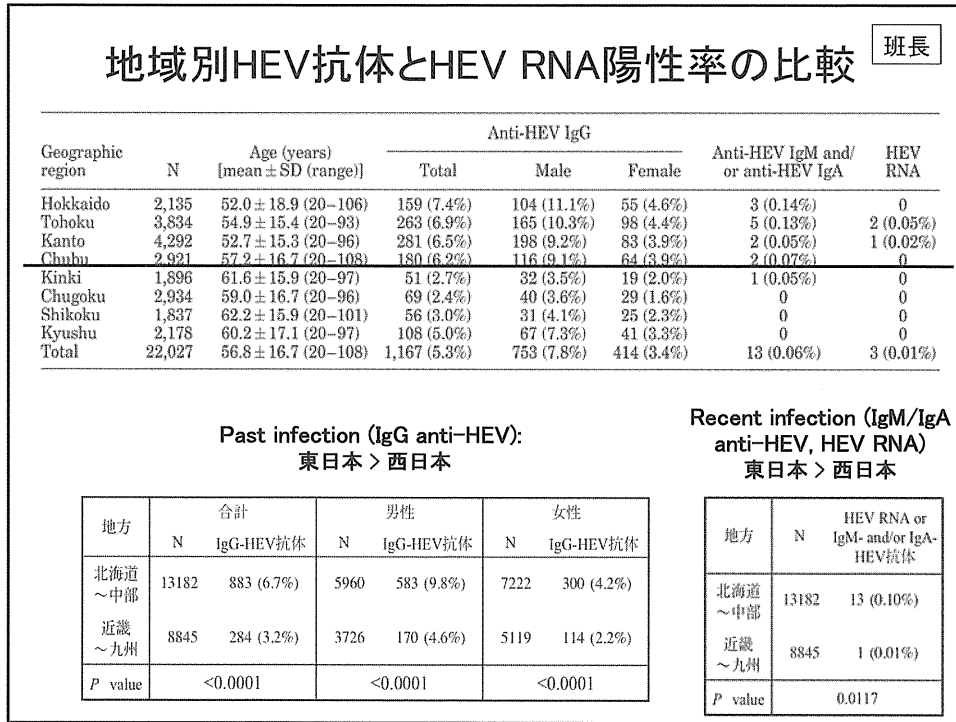 班長
地域別HEV抗体とHEV RNA陽性率の比較
Anti-HEV IgG
Geographic region N Age (years) [mean ± SD (range)] Total Male Female Anti-HEV IgM and/ or anti-HEV IgA HEV RNA
Hokkaido 2,135 52.0 ± 18.9 (20–106) 159 (7.4%) 104 (11.1%) 55 (4.6%) 3 (0.14%) 0
Tohoku 3,834 54.9 ± 15.4 (20–93) 263 (6.9%) 165 (10.3%) 98 (4.4%) 5 (0.13%) 2 (0.05%)
Kanto 4,292 52.7 ± 15.3 (20–96) 281 (6.5%) 198 (9.2%) 83 (3.9%) 2 (0.05%) 1 (0.02%)
Chubu 2,921 57.2 ± 16.7 (20–108) 180 (6.2%) 116 (9.1%) 64 (3.9%) 2 (0.07%) 0
Kinki 1,896 61.6 ± 15.9 (20–97) 51 (2.7%) 32 (3.5%) 19 (2.0%) 1 (0.05%) 0
Chugoku 2,934 59.0 ± 16.7 (20–96) 69 (2.4%) 40 (3.6%) 29 (1.6%) 0 0
Shikoku 1,837 62.2 ± 15.9 (20–101) 56 (3.0%) 31 (4.1%) 25 (2.3%) 0 0
Kyushu 2,178 60.2 ± 17.1 (20–97) 108 (5.0%) 67 (7.3%) 41 (3.3%) 0 0
Total 22,027 56.8 ± 16.7 (20–108) 1,167 (5.3%) 753 (7.8%) 414 (3.4%) 13 (0.06%) 3 (0.01%)
Past infection (IgG anti-HEV):
東日本 > 西日本
地方 合計 男性 女性
N IgG-HEV抗体 N IgG-HEV抗体 N IgG-HEV抗体
北海道
～中部 13182 883 (6.7%) 5960 583 (9.8%) 7222 300 (4.2%)
近畿
～九州 8845 284 (3.2%) 3726 170 (4.6%) 5119 114 (2.2%)
P value <0.0001 <0.0001 <0.0001
Recent infection (IgM/IgA
anti-HEV, HEV RNA)
東日本 > 西日本
地方 N HEV RNA or
IgM- and/or IgA-
HEV抗体
北海道
～中部 13182 13 (0.10%)
近畿
～九州 8845 1 (0.01%)
P value 0.0117